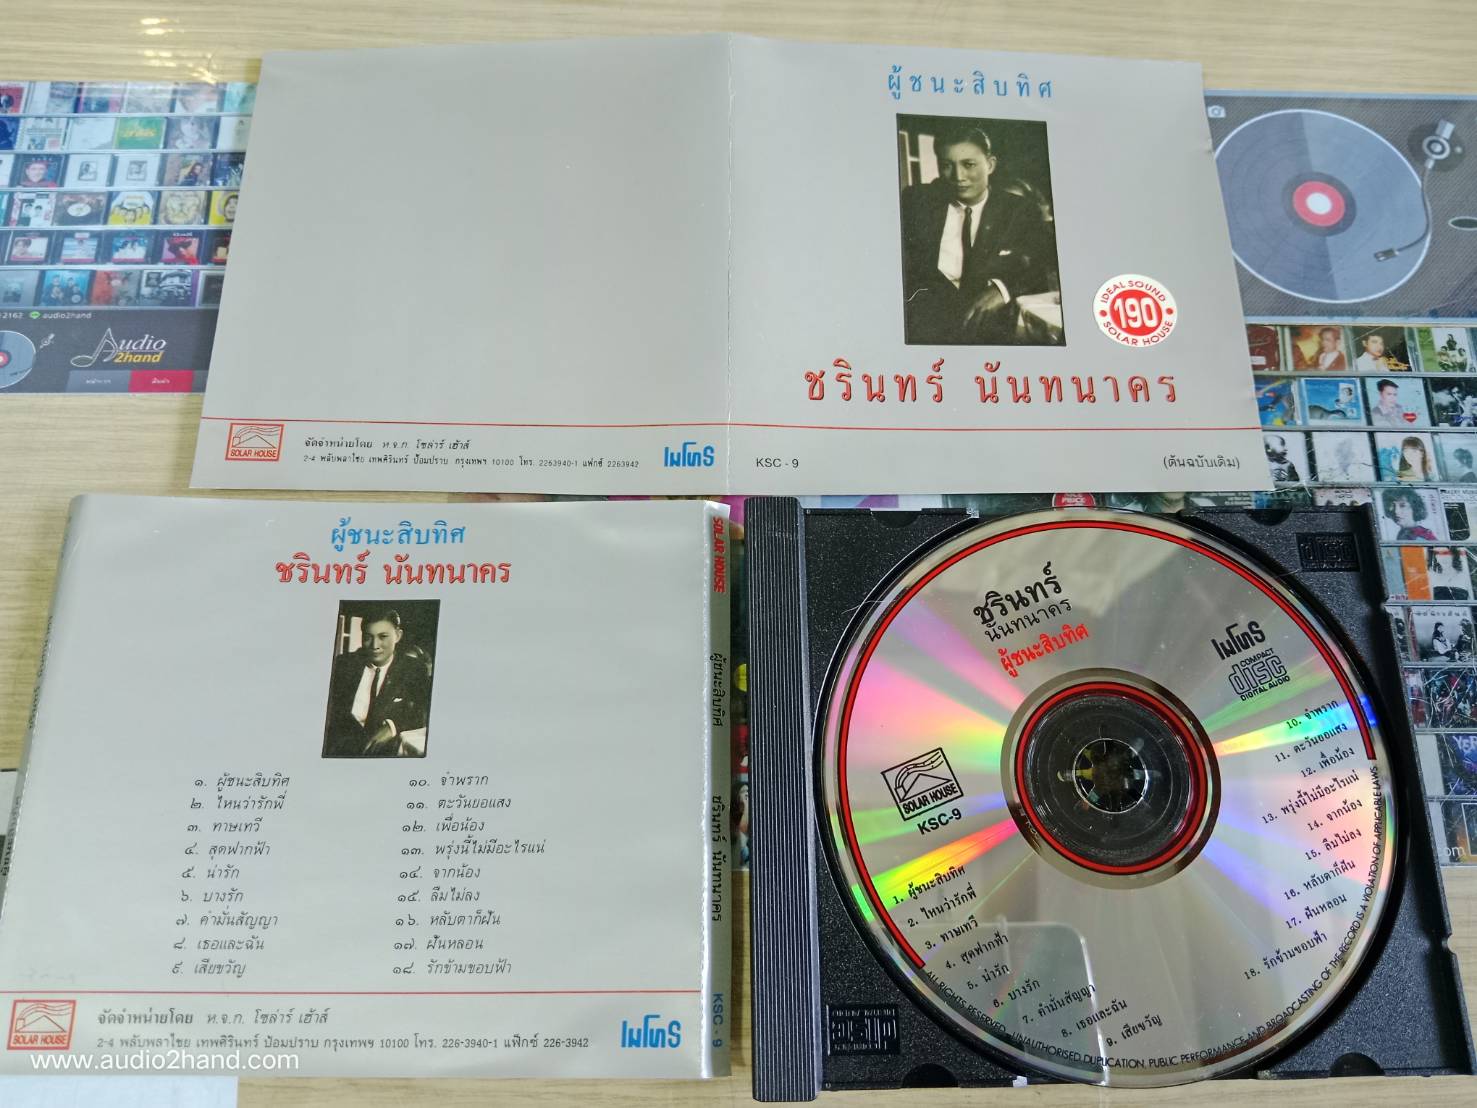 ผู้ชนะสิบทิศ
IDEAL SOUND
190
SOLAR HOUSE
ชรินทร์ นันทนาคร
SOLAR HOUSE
จัดจำหน่ายโดย ห.จ.ก. โซล่าร์ เฮ้าส์
2-4 พลับพลาไชย เทพศิรินทร์ ป้อมปราบ กรุงเทพฯ 10100 โทร. 2263940-1 แฟกซ์ 2263942
เมโทร
KSC - 9
(ต้นฉบับเดิม)
2162 audio2hand
Audio
2hand
ผู้ชนะสิบทิศ
ชรินทร์ นันทนาคร
๑. ผู้ชนะสิบทิศ
๒. ไหนว่ารักพี่
๓. ทาษเทวี
๔. สุดฟากฟ้า
๕. น่ารัก
๖. บางรัก
๗. คำมั่นสัญญา
๘. เธอและฉัน
๙. เสียขวัญ
๑๐. จำพราก
๑๑. ตะวันยอแสง
๑๒. เพื่อน้อง
๑๓. พรุ่งนี้ไม่มีอะไรแน่
๑๔. จากน้อง
๑๕. ลืมไม่ลง
๑๖. หลับตาก็ฝัน
๑๗. ฝันหลอน
๑๘. รักข้ามขอบฟ้า
SOLAR HOUSE
จัดจำหน่ายโดย ห.จ.ก. โซล่าร์ เฮ้าส์
2-4 พลับพลาไชย เทพศิรินทร์ ป้อมปราบ กรุงเทพฯ 10100 โทร. 226-3940-1 แฟ็กซ์ 226-3942
เมโทร
www.audio2hand.com
SOLAR HOUSE
ผู้ชนะสิบทิศ
ชรินทร์ นันทนาคร
KSC - 9
ชรินทร์
นันทนาคร
ผู้ชนะสิบทิศ
เมโทร
COMPACT
disc
DIGITAL AUDIO
SOLAR HOUSE
KSC-9
1. ผู้ชนะสิบทิศ
2. ไหนว่ารักพี่
3. ทาษเทวี
4. สุดฟากฟ้า
5. น่ารัก
6. บางรัก
7. คำมั่นสัญญา
8. เธอและฉัน
9. เสียขวัญ
10. จำพราก
11. ตะวันยอแสง
12. เพื่อน้อง
13. พรุ่งนี้ไม่มีอะไรแน่
14. จากน้อง
15. ลืมไม่ลง
16. หลับตาก็ฝัน
17. ฝันหลอน
18. รักข้ามขอบฟ้า
ALL RIGHTS RESERVED - UNAUTHORISED DUPLICATION, PUBLIC PERFORMANCE AND BROADCASTING OF THE RECORD IS A VIOLATION OF APPLICABLE LAWS.
disc
disc